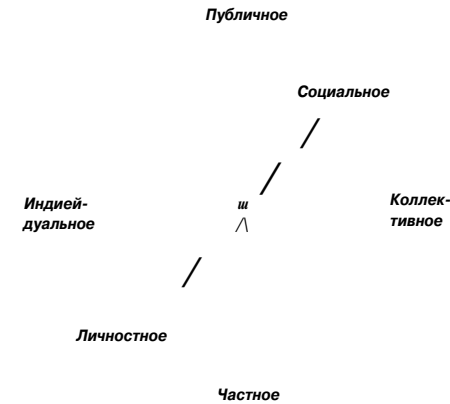 Публичное
Социальное
Индией-
дуальное
ш
Коллек-
тивное
Личностное
Частное